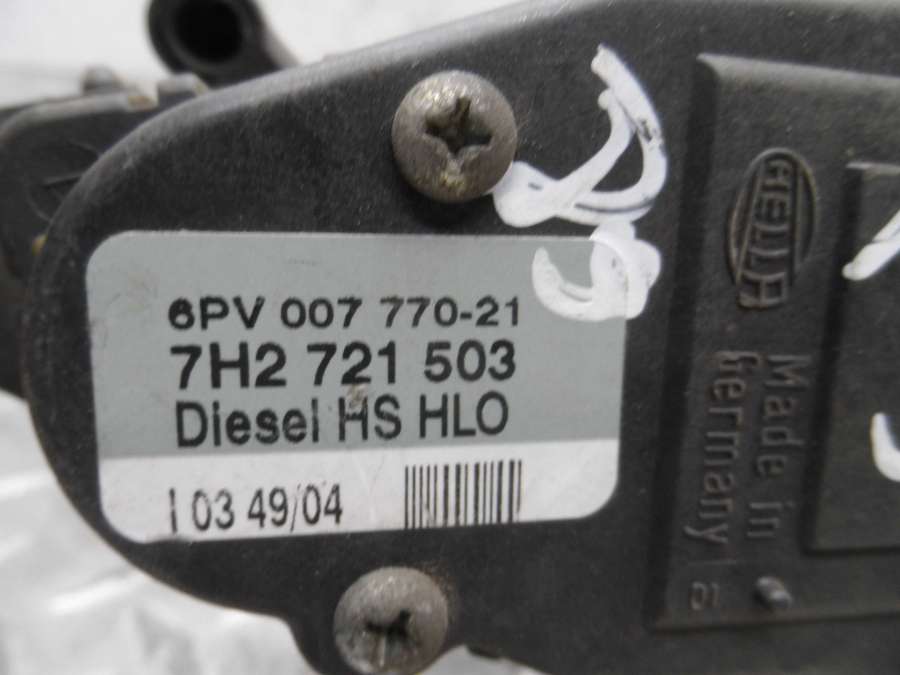 6PV 007 770-21
7H2 721 503
Diesel HS HLO
I 03 49/04
HELLA
Made in
Germany